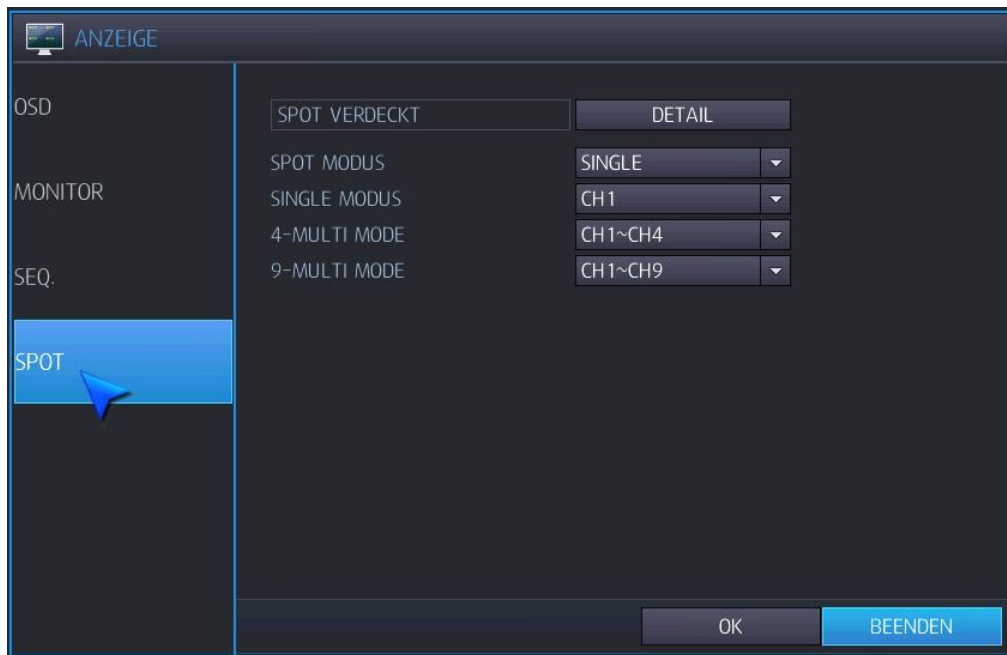 ANZEIGE
OSD
MONITOR
SEQ.
SPOT
SPOT VERDECKT DETAIL
SPOT MODUS SINGLE
SINGLE MODUS CH1
4-MULTI MODE CH1~CH4
9-MULTI MODE CH1~CH9
OK BEENDEN